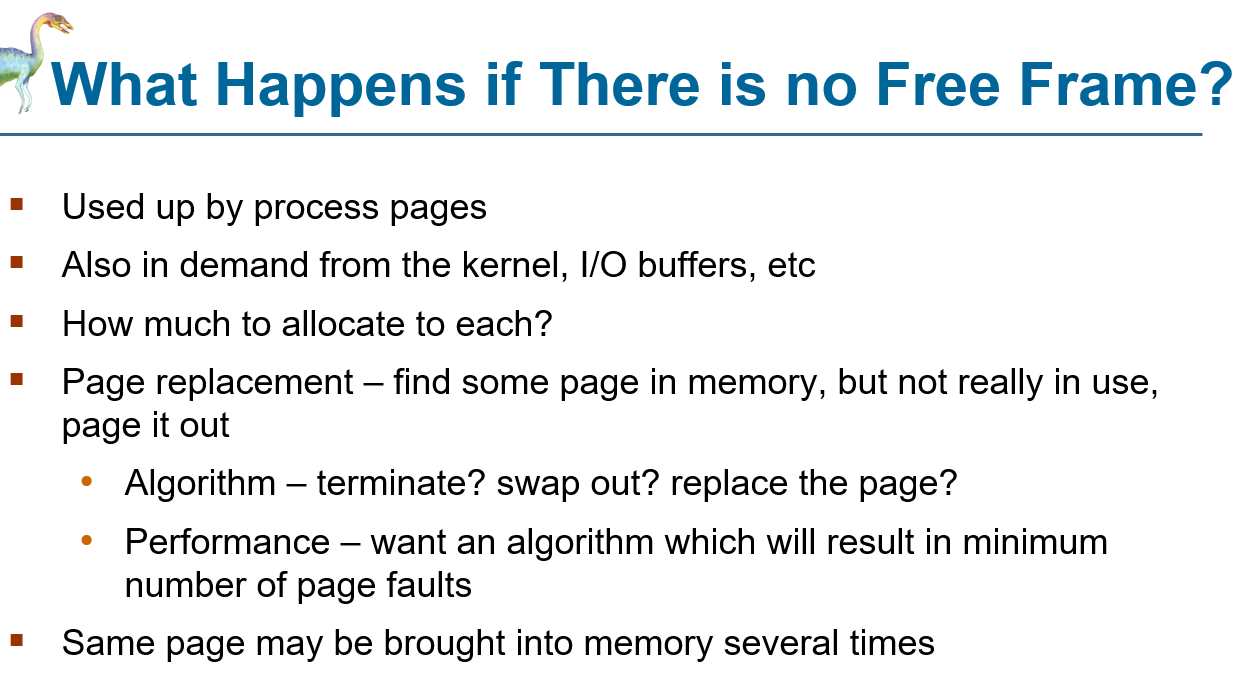 What Happens if There is no Free Frame?
▪ Used up by process pages
▪ Also in demand from the kernel, I/O buffers, etc
▪ How much to allocate to each?
▪ Page replacement – find some page in memory, but not really in use,
page it out
• Algorithm – terminate? swap out? replace the page?
• Performance – want an algorithm which will result in minimum
number of page faults
▪ Same page may be brought into memory several times